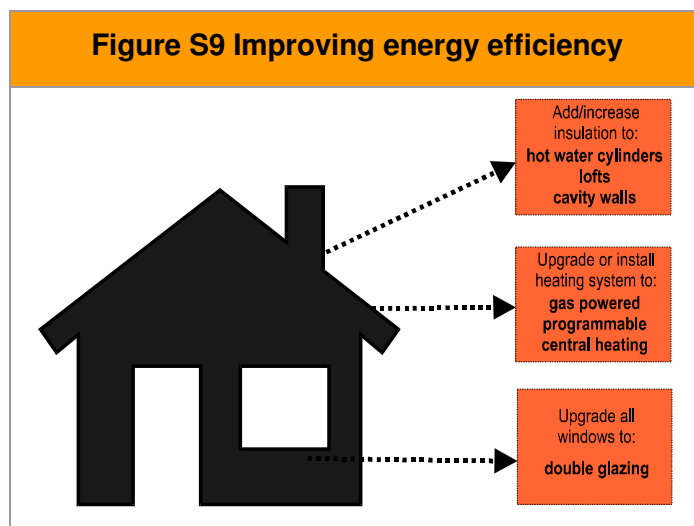 Figure S9 Improving energy efficiency
Add/increase
insulation to:
hot water cylinders
lofts
cavity walls
Upgrade or install
heating system to:
gas powered
programmable
central heating
Upgrade all
windows to:
double glazing